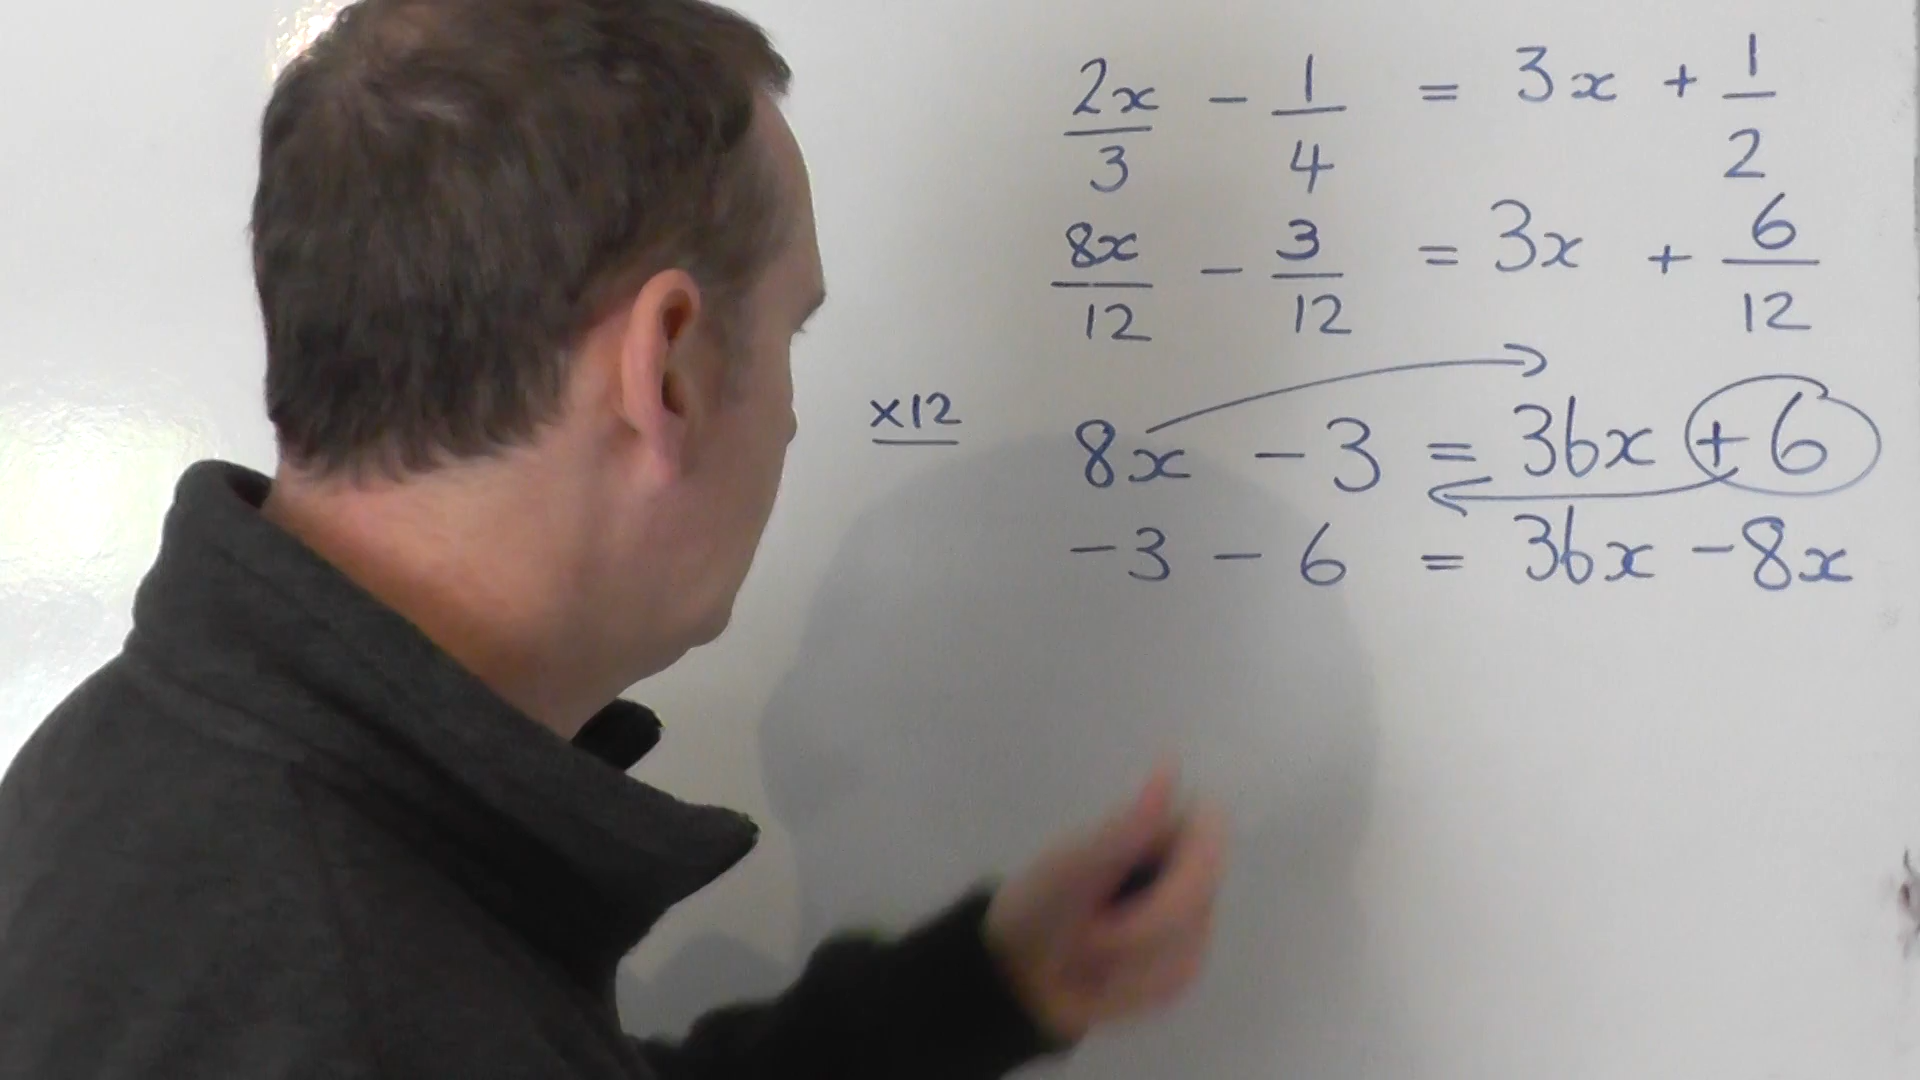 2x/3 - 1/4 = 3x + 1/2
8x/12 - 3/12 = 3x + 6/12
x12 8x - 3 = 36x + 6
-3 - 6 = 36x - 8x